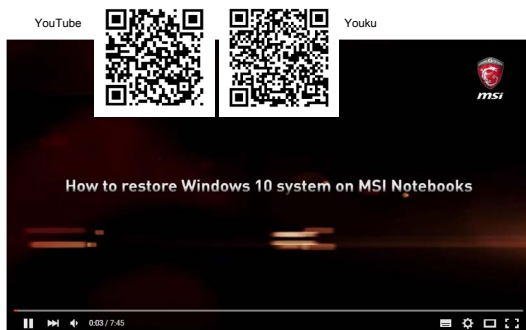 YouTube
Youku
msi
How to restore Windows 10 system on MSI Notebooks
0:03 / 7:45